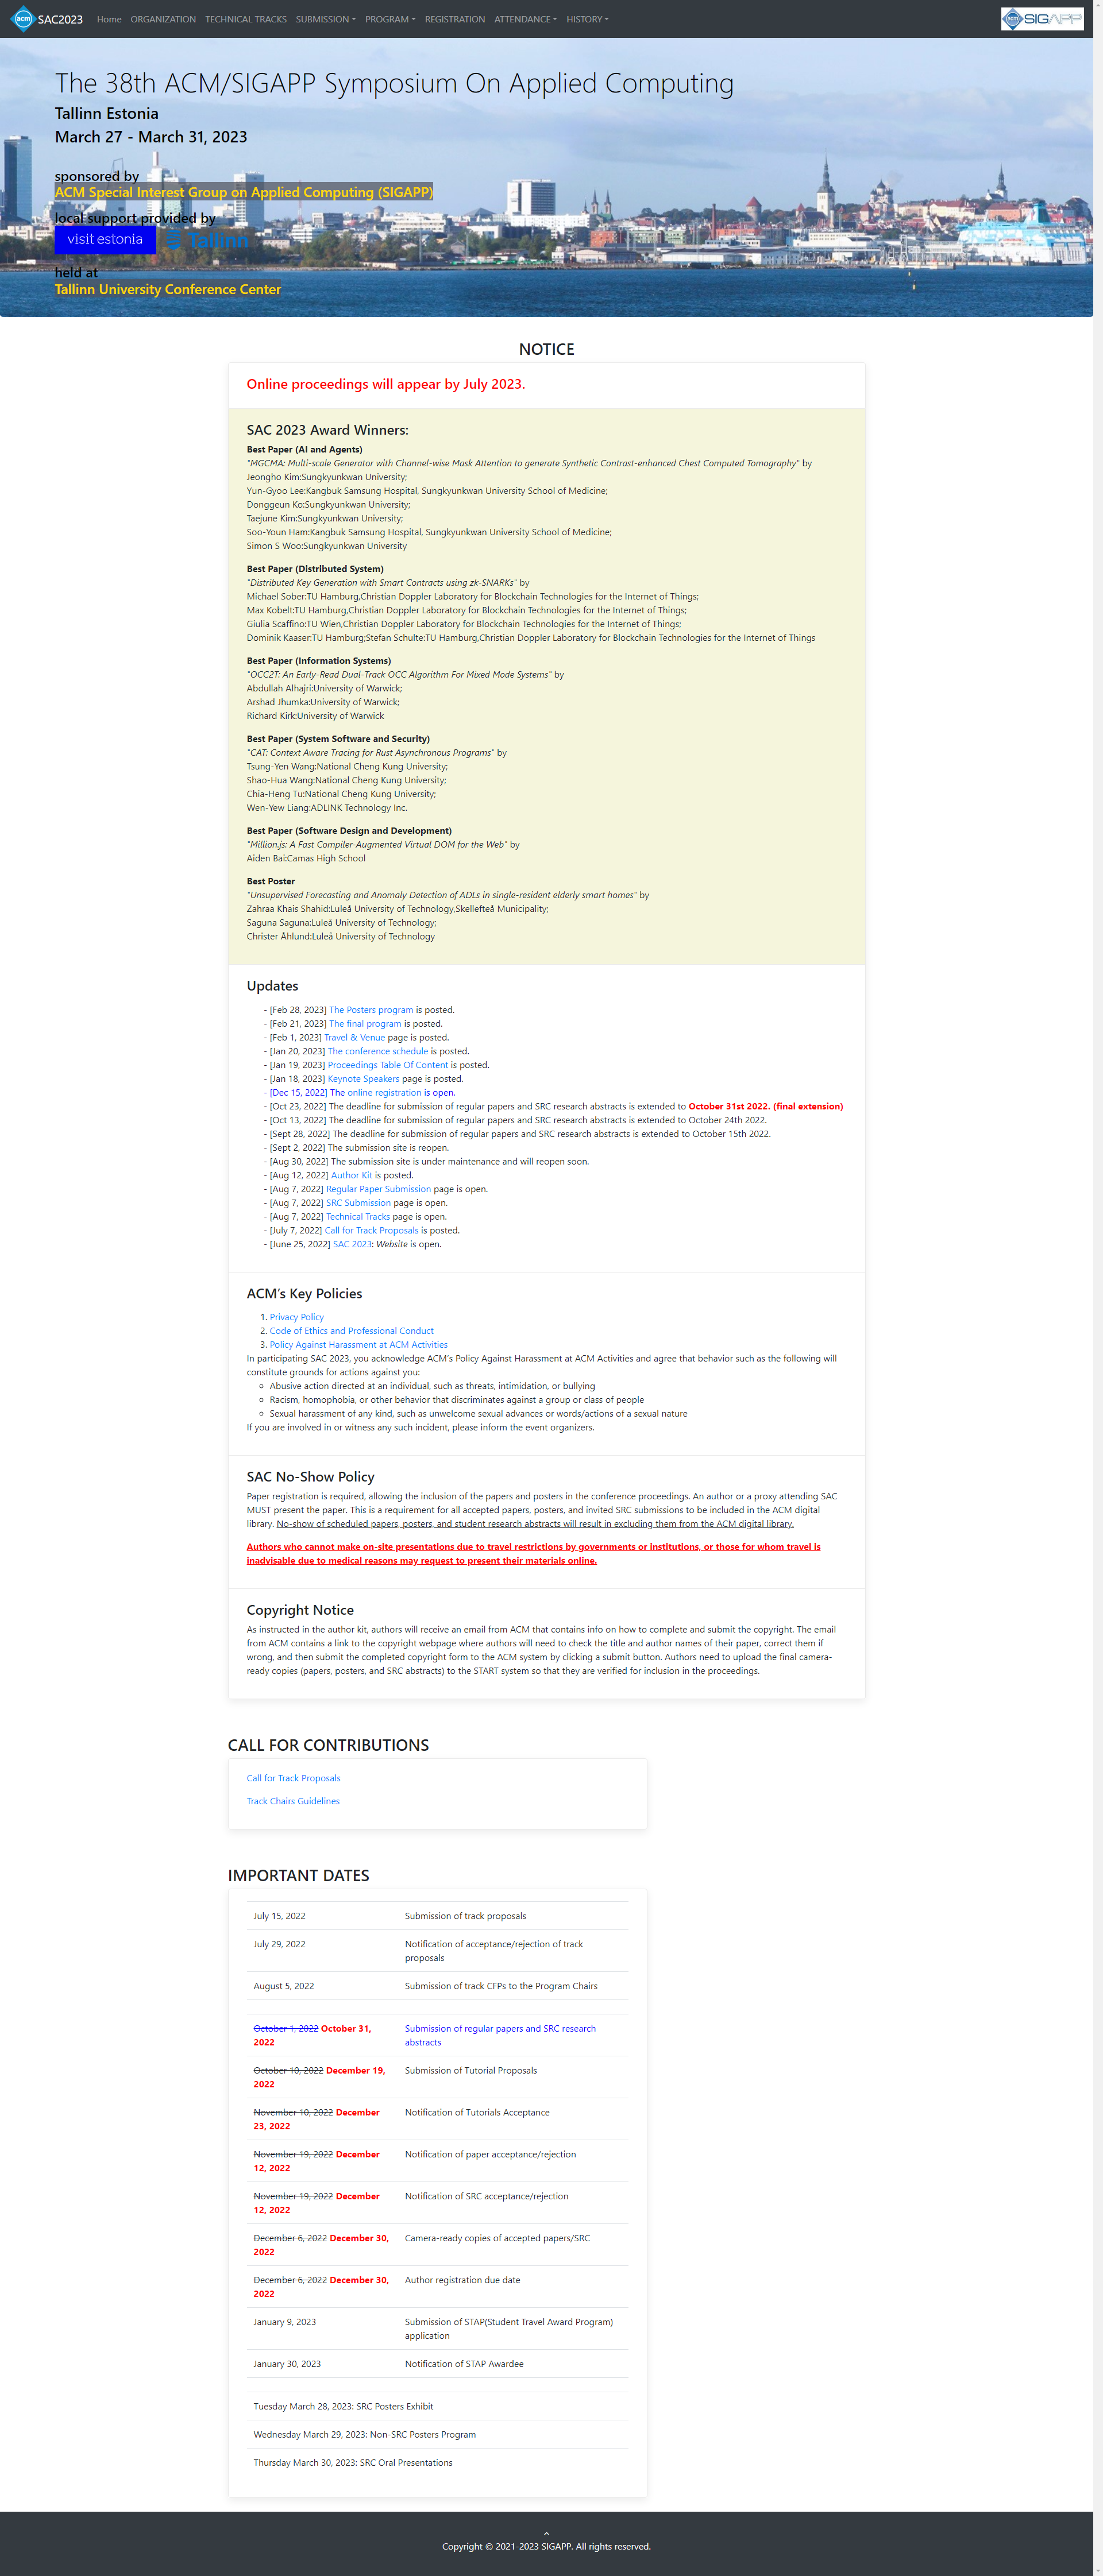 acm SAC2023 Home ORGANIZATION TECHNICAL TRACKS SUBMISSION PROGRAM REGISTRATION ATTENDANCE HISTORY SIGAPP
The 38th ACM/SIGAPP Symposium On Applied Computing
Tallinn Estonia
March 27 - March 31, 2023
sponsored by
ACM Special Interest Group on Applied Computing (SIGAPP)
local support provided by
visit estonia Tallinn
held at
Tallinn University Conference Center
NOTICE
Online proceedings will appear by July 2023.
SAC 2023 Award Winners:
Best Paper (AI and Agents)
"MGCMA: Multi-scale Generator with Channel-wise Mask Attention to generate Synthetic Contrast-enhanced Chest Computed Tomography" by
Jeongho Kim:Sungkyunkwan University;
Yun-Gyoo Lee:Kangbuk Samsung Hospital, Sungkyunkwan University School of Medicine;
Donggeun Ko:Sungkyunkwan University;
Taejune Kim:Sungkyunkwan University;
Soo-Youn Ham:Kangbuk Samsung Hospital, Sungkyunkwan University School of Medicine;
Simon S Woo:Sungkyunkwan University
Best Paper (Distributed System)
"Distributed Key Generation with Smart Contracts using zk-SNARKs" by
Michael Sober:TU Hamburg,Christian Doppler Laboratory for Blockchain Technologies for the Internet of Things;
Max Kobelt:TU Hamburg,Christian Doppler Laboratory for Blockchain Technologies for the Internet of Things;
Giulia Scaffino:TU Wien,Christian Doppler Laboratory for Blockchain Technologies for the Internet of Things;
Dominik Kaaser:TU Hamburg;Stefan Schulte:TU Hamburg,Christian Doppler Laboratory for Blockchain Technologies for the Internet of Things
Best Paper (Information Systems)
"OCC2T: An Early-Read Dual-Track OCC Algorithm For Mixed Mode Systems" by
Abdullah Alhajri:University of Warwick;
Arshad Jhumka:University of Warwick;
Richard Kirk:University of Warwick
Best Paper (System Software and Security)
"CAT: Context Aware Tracing for Rust Asynchronous Programs" by
Tsung-Yen Wang:National Cheng Kung University;
Shao-Hua Wang:National Cheng Kung University;
Chia-Heng Tu:National Cheng Kung University;
Wen-Yew Liang:ADLINK Technology Inc.
Best Paper (Software Design and Development)
"Million.js: A Fast Compiler-Augmented Virtual DOM for the Web" by
Aiden Bai:Camas High School
Best Poster
"Unsupervised Forecasting and Anomaly Detection of ADLs in single-resident elderly smart homes" by
Zahraa Khais Shahid:Luleå University of Technology,Skellefteå Municipality;
Saguna Saguna:Luleå University of Technology;
Christer Åhlund:Luleå University of Technology
Updates
- [Feb 28, 2023] The Posters program is posted.
- [Feb 21, 2023] The final program is posted.
- [Feb 1, 2023] Travel & Venue page is posted.
- [Jan 20, 2023] The conference schedule is posted.
- [Jan 19, 2023] Proceedings Table Of Content is posted.
- [Jan 18, 2023] Keynote Speakers page is posted.
- [Dec 15, 2022] The online registration is open.
- [Oct 23, 2022] The deadline for submission of regular papers and SRC research abstracts is extended to October 31st 2022. (final extension)
- [Oct 13, 2022] The deadline for submission of regular papers and SRC research abstracts is extended to October 24th 2022.
- [Sept 28, 2022] The deadline for submission of regular papers and SRC research abstracts is extended to October 15th 2022.
- [Sept 2, 2022] The submission site is reopen.
- [Aug 30, 2022] The submission site is under maintenance and will reopen soon.
- [Aug 12, 2022] Author Kit is posted.
- [Aug 7, 2022] Regular Paper Submission page is open.
- [Aug 7, 2022] SRC Submission page is open.
- [Aug 7, 2022] Technical Tracks page is open.
- [July 7, 2022] Call for Track Proposals is posted.
- [June 25, 2022] SAC 2023: Website is open.
ACM's Key Policies
1. Privacy Policy
2. Code of Ethics and Professional Conduct
3. Policy Against Harassment at ACM Activities
In participating SAC 2023, you acknowledge ACM's Policy Against Harassment at ACM Activities and agree that behavior such as the following will
constitute grounds for actions against you:
Abusive action directed at an individual, such as threats, intimidation, or bullying
Racism, homophobia, or other behavior that discriminates against a group or class of people
Sexual harassment of any kind, such as unwelcome sexual advances or words/actions of a sexual nature
If you are involved in or witness any such incident, please inform the event organizers.
SAC No-Show Policy
Paper registration is required, allowing the inclusion of the papers and posters in the conference proceedings. An author or a proxy attending SAC
MUST present the paper. This is a requirement for all accepted papers, posters, and invited SRC submissions to be included in the ACM digital
library. No-show of scheduled papers, posters, and student research abstracts will result in excluding them from the ACM digital library.
Authors who cannot make on-site presentations due to travel restrictions by governments or institutions, or those for whom travel is
inadvisable due to medical reasons may request to present their materials online.
Copyright Notice
As instructed in the author kit, authors will receive an email from ACM that contains info on how to complete and submit the copyright. The email
from ACM contains a link to the copyright webpage where authors will need to check the title and author names of their paper, correct them if
wrong, and then submit the completed copyright form to the ACM system by clicking a submit button. Authors need to upload the final camera-
ready copies (papers, posters, and SRC abstracts) to the START system so that they are verified for inclusion in the proceedings.
CALL FOR CONTRIBUTIONS
Call for Track Proposals
Track Chairs Guidelines
IMPORTANT DATES
July 15, 2022 Submission of track proposals
July 29, 2022 Notification of acceptance/rejection of track
proposals
August 5, 2022 Submission of track CFPs to the Program Chairs
October 1, 2022 October 31, Submission of regular papers and SRC research
2022 abstracts
October 10, 2022 December 19, Submission of Tutorial Proposals
2022
November 10, 2022 December Notification of Tutorials Acceptance
23, 2022
November 19, 2022 December Notification of paper acceptance/rejection
12, 2022
November 19, 2022 December Notification of SRC acceptance/rejection
12, 2022
December 6, 2022 December 30, Camera-ready copies of accepted papers/SRC
2022
December 6, 2022 December 30, Author registration due date
2022
January 9, 2023 Submission of STAP(Student Travel Award Program)
application
January 30, 2023 Notification of STAP Awardee
Tuesday March 28, 2023: SRC Posters Exhibit
Wednesday March 29, 2023: Non-SRC Posters Program
Thursday March 30, 2023: SRC Oral Presentations
Copyright © 2021-2023 SIGAPP. All rights reserved.